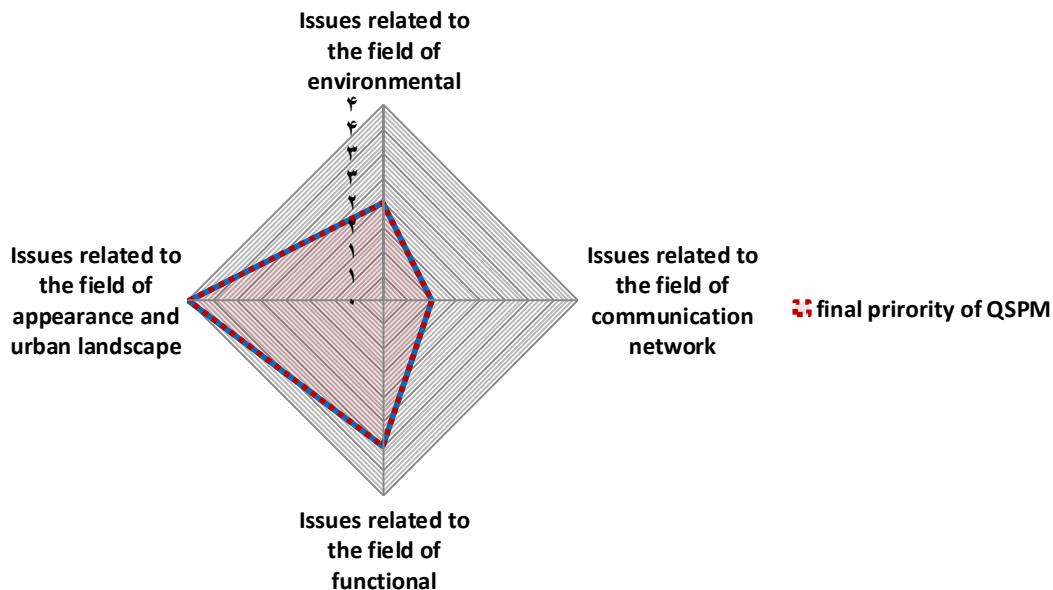 Issues related to
the field of
environmental
۴
۴
۳
۳
۲
۲
۱
۱
۰
Issues related to
the field of
appearance and
urban landscape
Issues related to
the field of
communication
network
final prirority of QSPM
Issues related to
the field of
functional